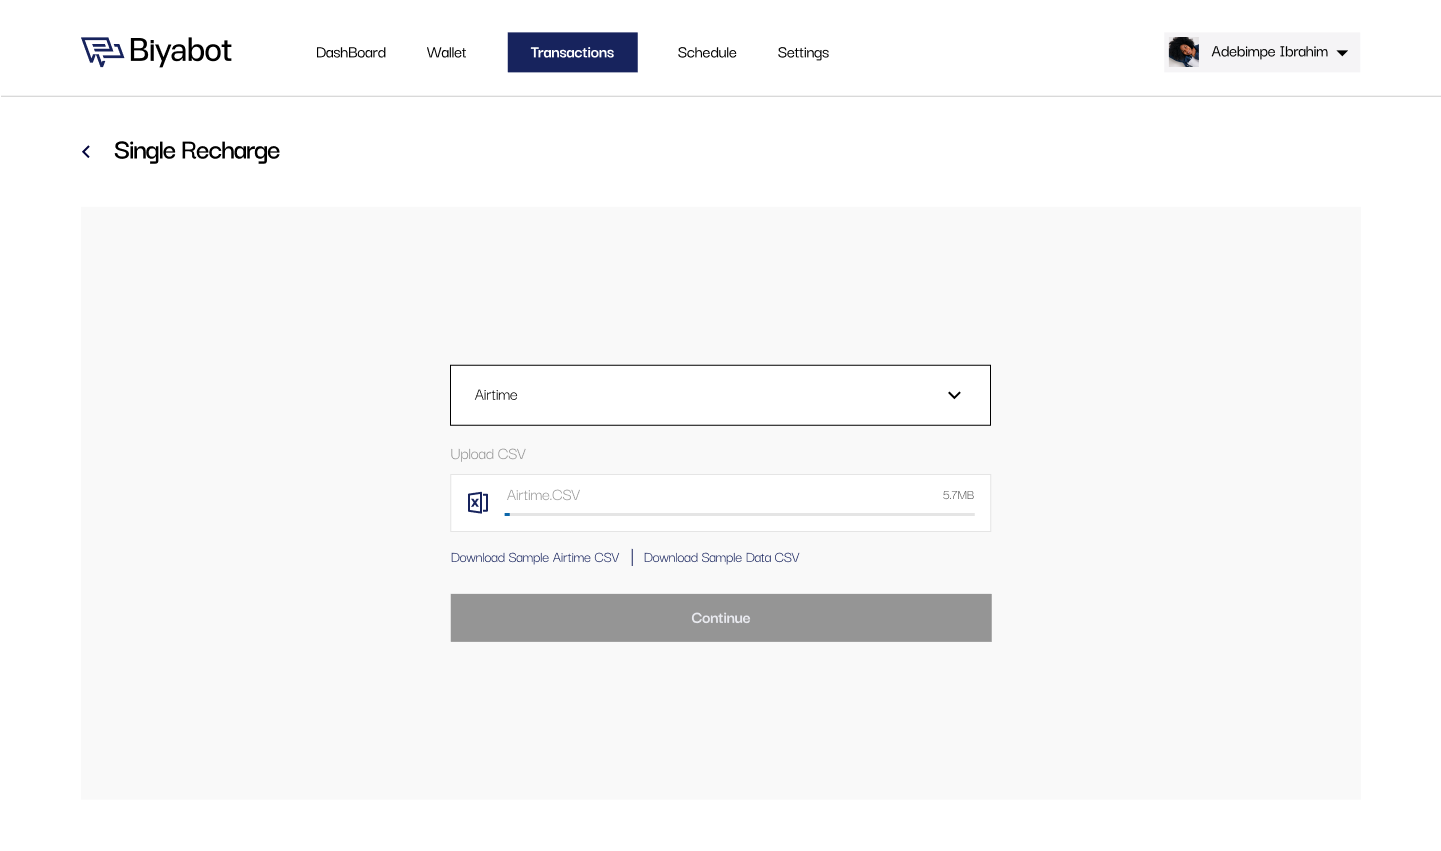 Biyabot
DashBoard
Wallet
Transactions
Schedule
Settings
Adebimpe Ibrahim
Single Recharge
Airtime
Upload CSV
Airtime.CSV
5.7MB
Download Sample Airtime CSV
Download Sample Data CSV
Continue